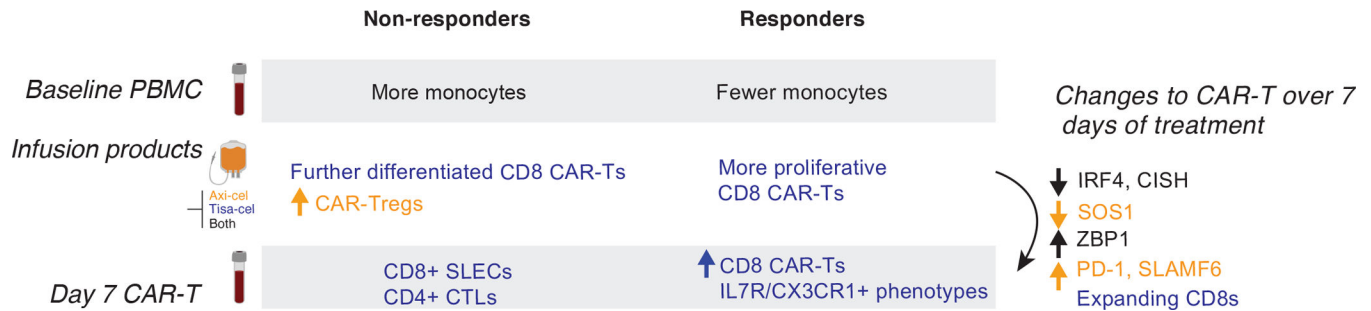 Non-responders
Responders
Baseline PBMC
More monocytes
Fewer monocytes
Changes to CAR-T over 7
days of treatment
Infusion products
Axi-cel
Tisa-cel
Both
Further differentiated CD8 CAR-Ts
CAR-Tregs
More proliferative
CD8 CAR-Ts
IRF4, CISH
SOS1
ZBP1
PD-1, SLAMF6
Expanding CD8s
Day 7 CAR-T
CD8+ SLECs
CD4+ CTLs
CD8 CAR-Ts
IL7R/CX3CR1+ phenotypes